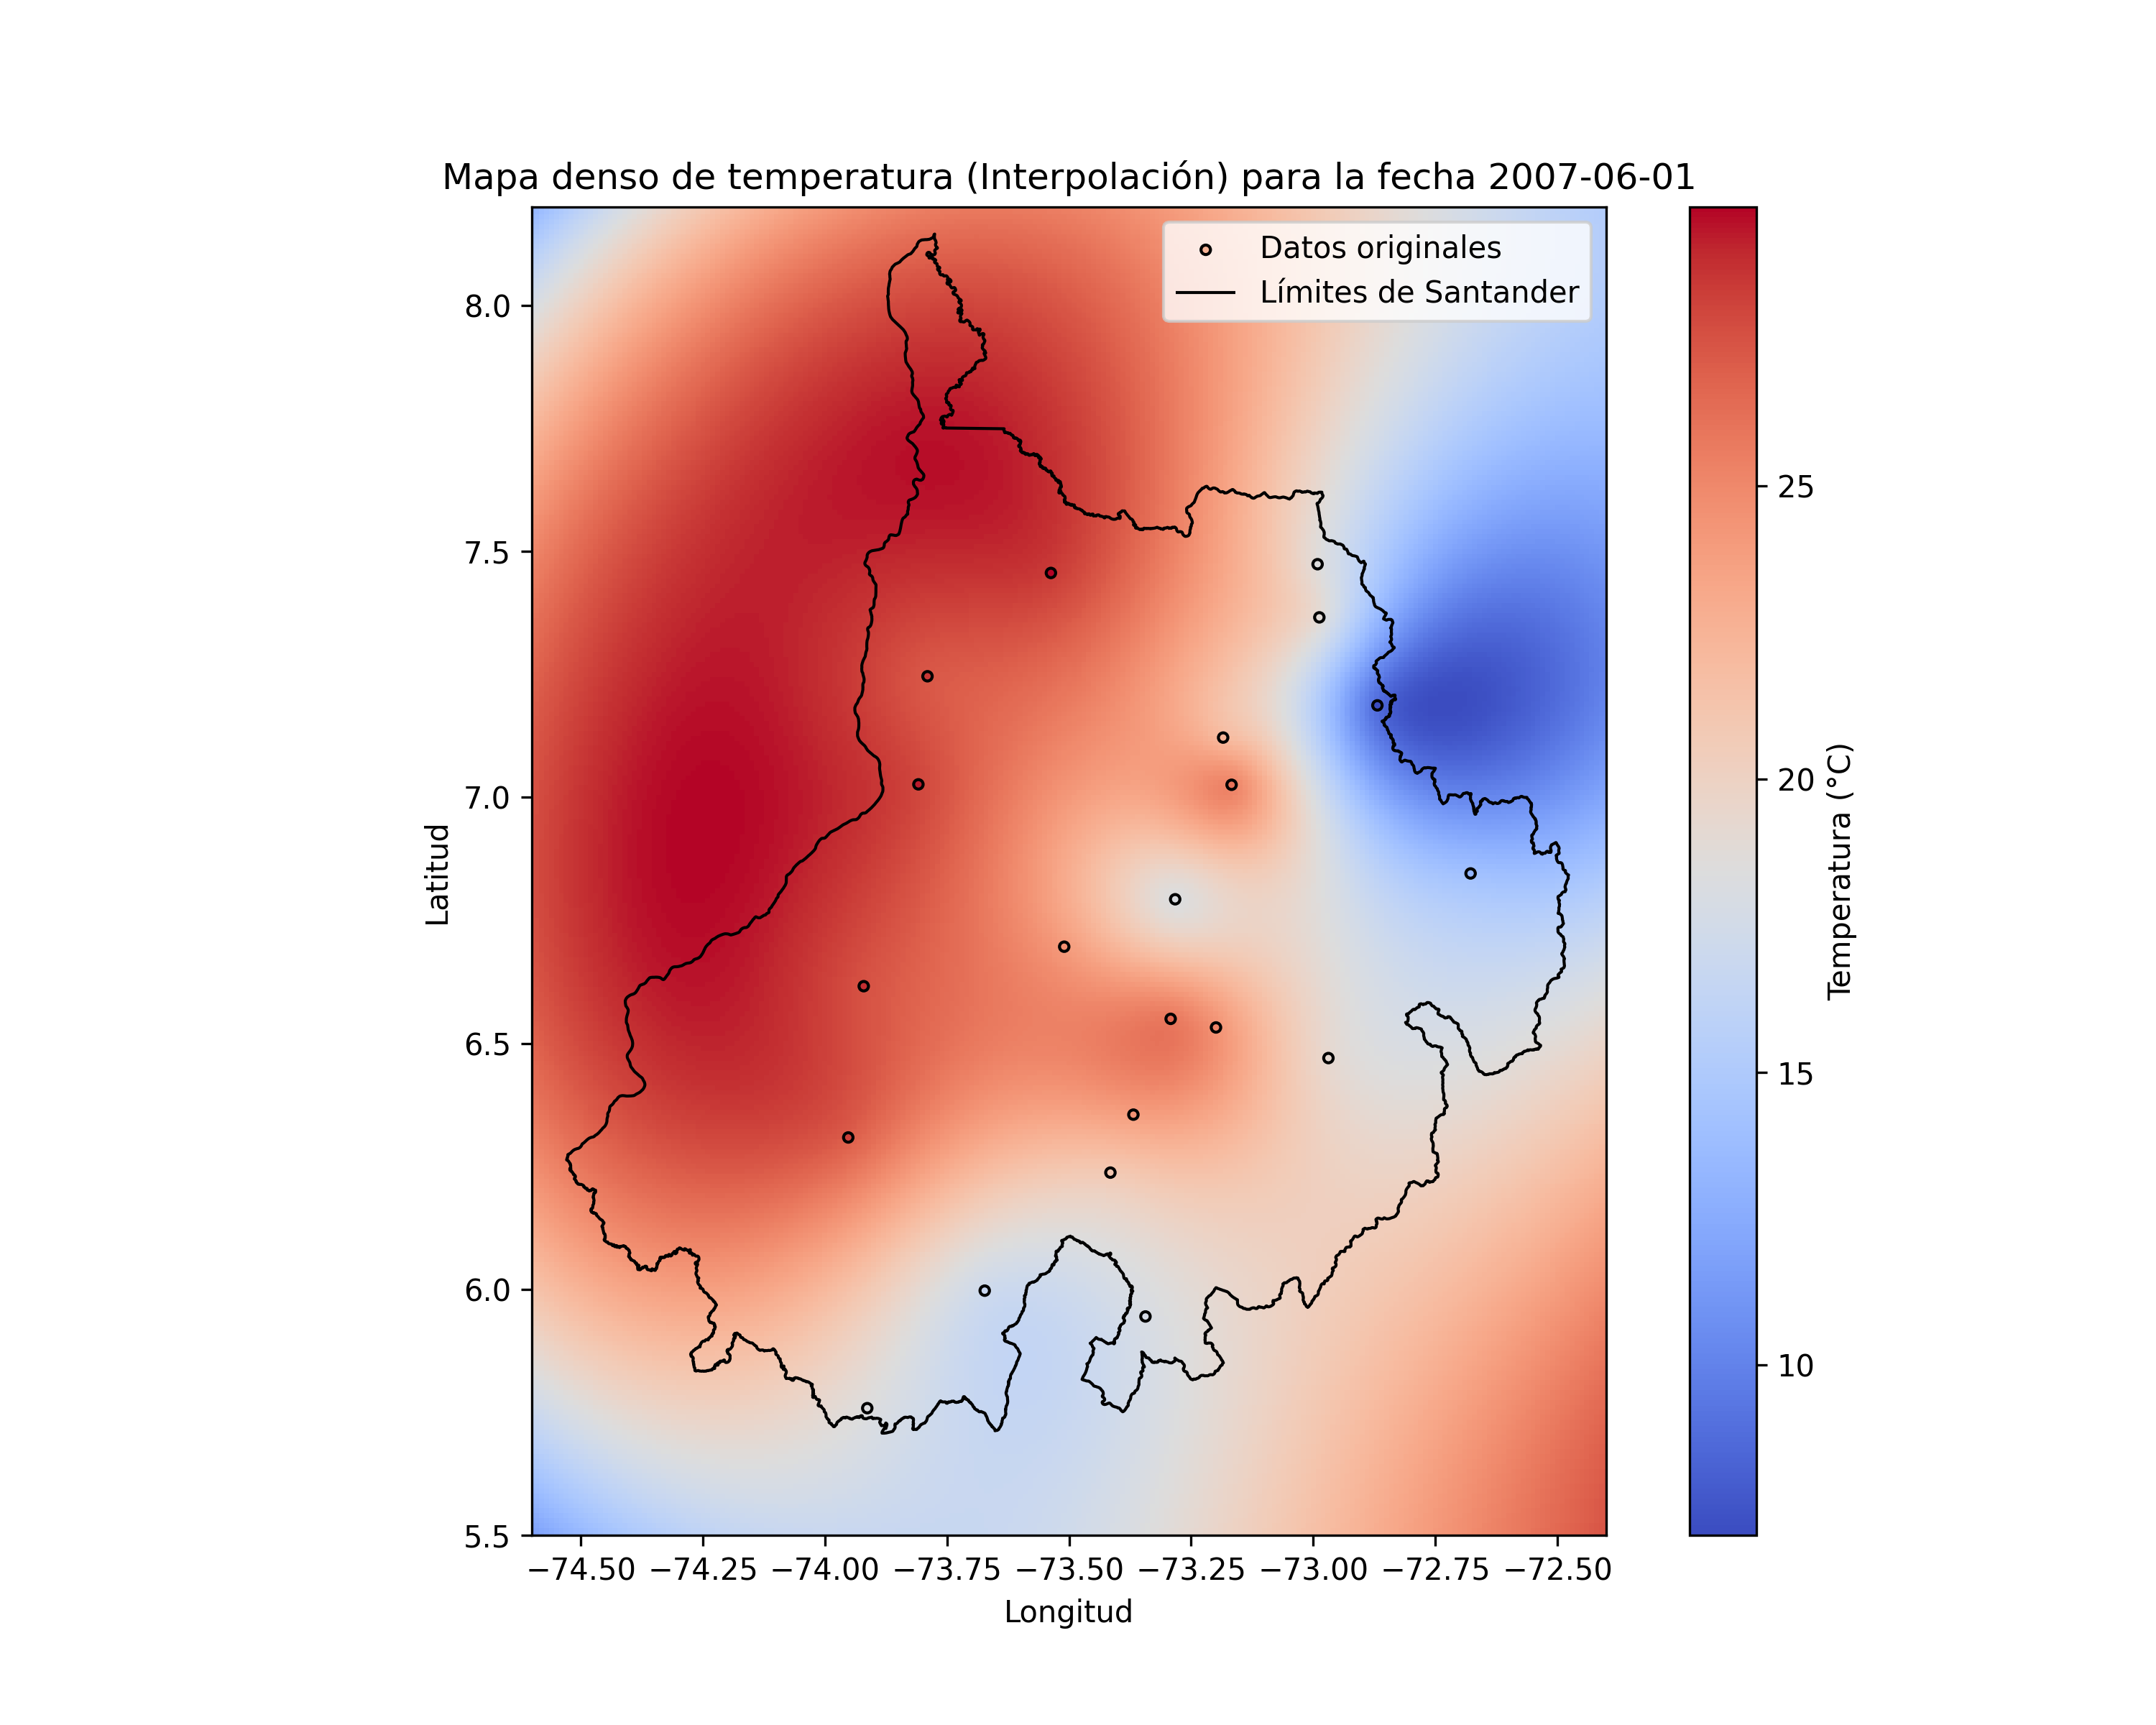 Mapa denso de temperatura (Interpolación) para la fecha 2007-06-01
Datos originales
Límites de Santander
8.0
7.5
7.0
6.5
6.0
5.5
Latitud
−74.50 −74.25 −74.00 −73.75 −73.50 −73.25 −73.00 −72.75 −72.50
Longitud
25
20
15
10
Temperatura (°C)